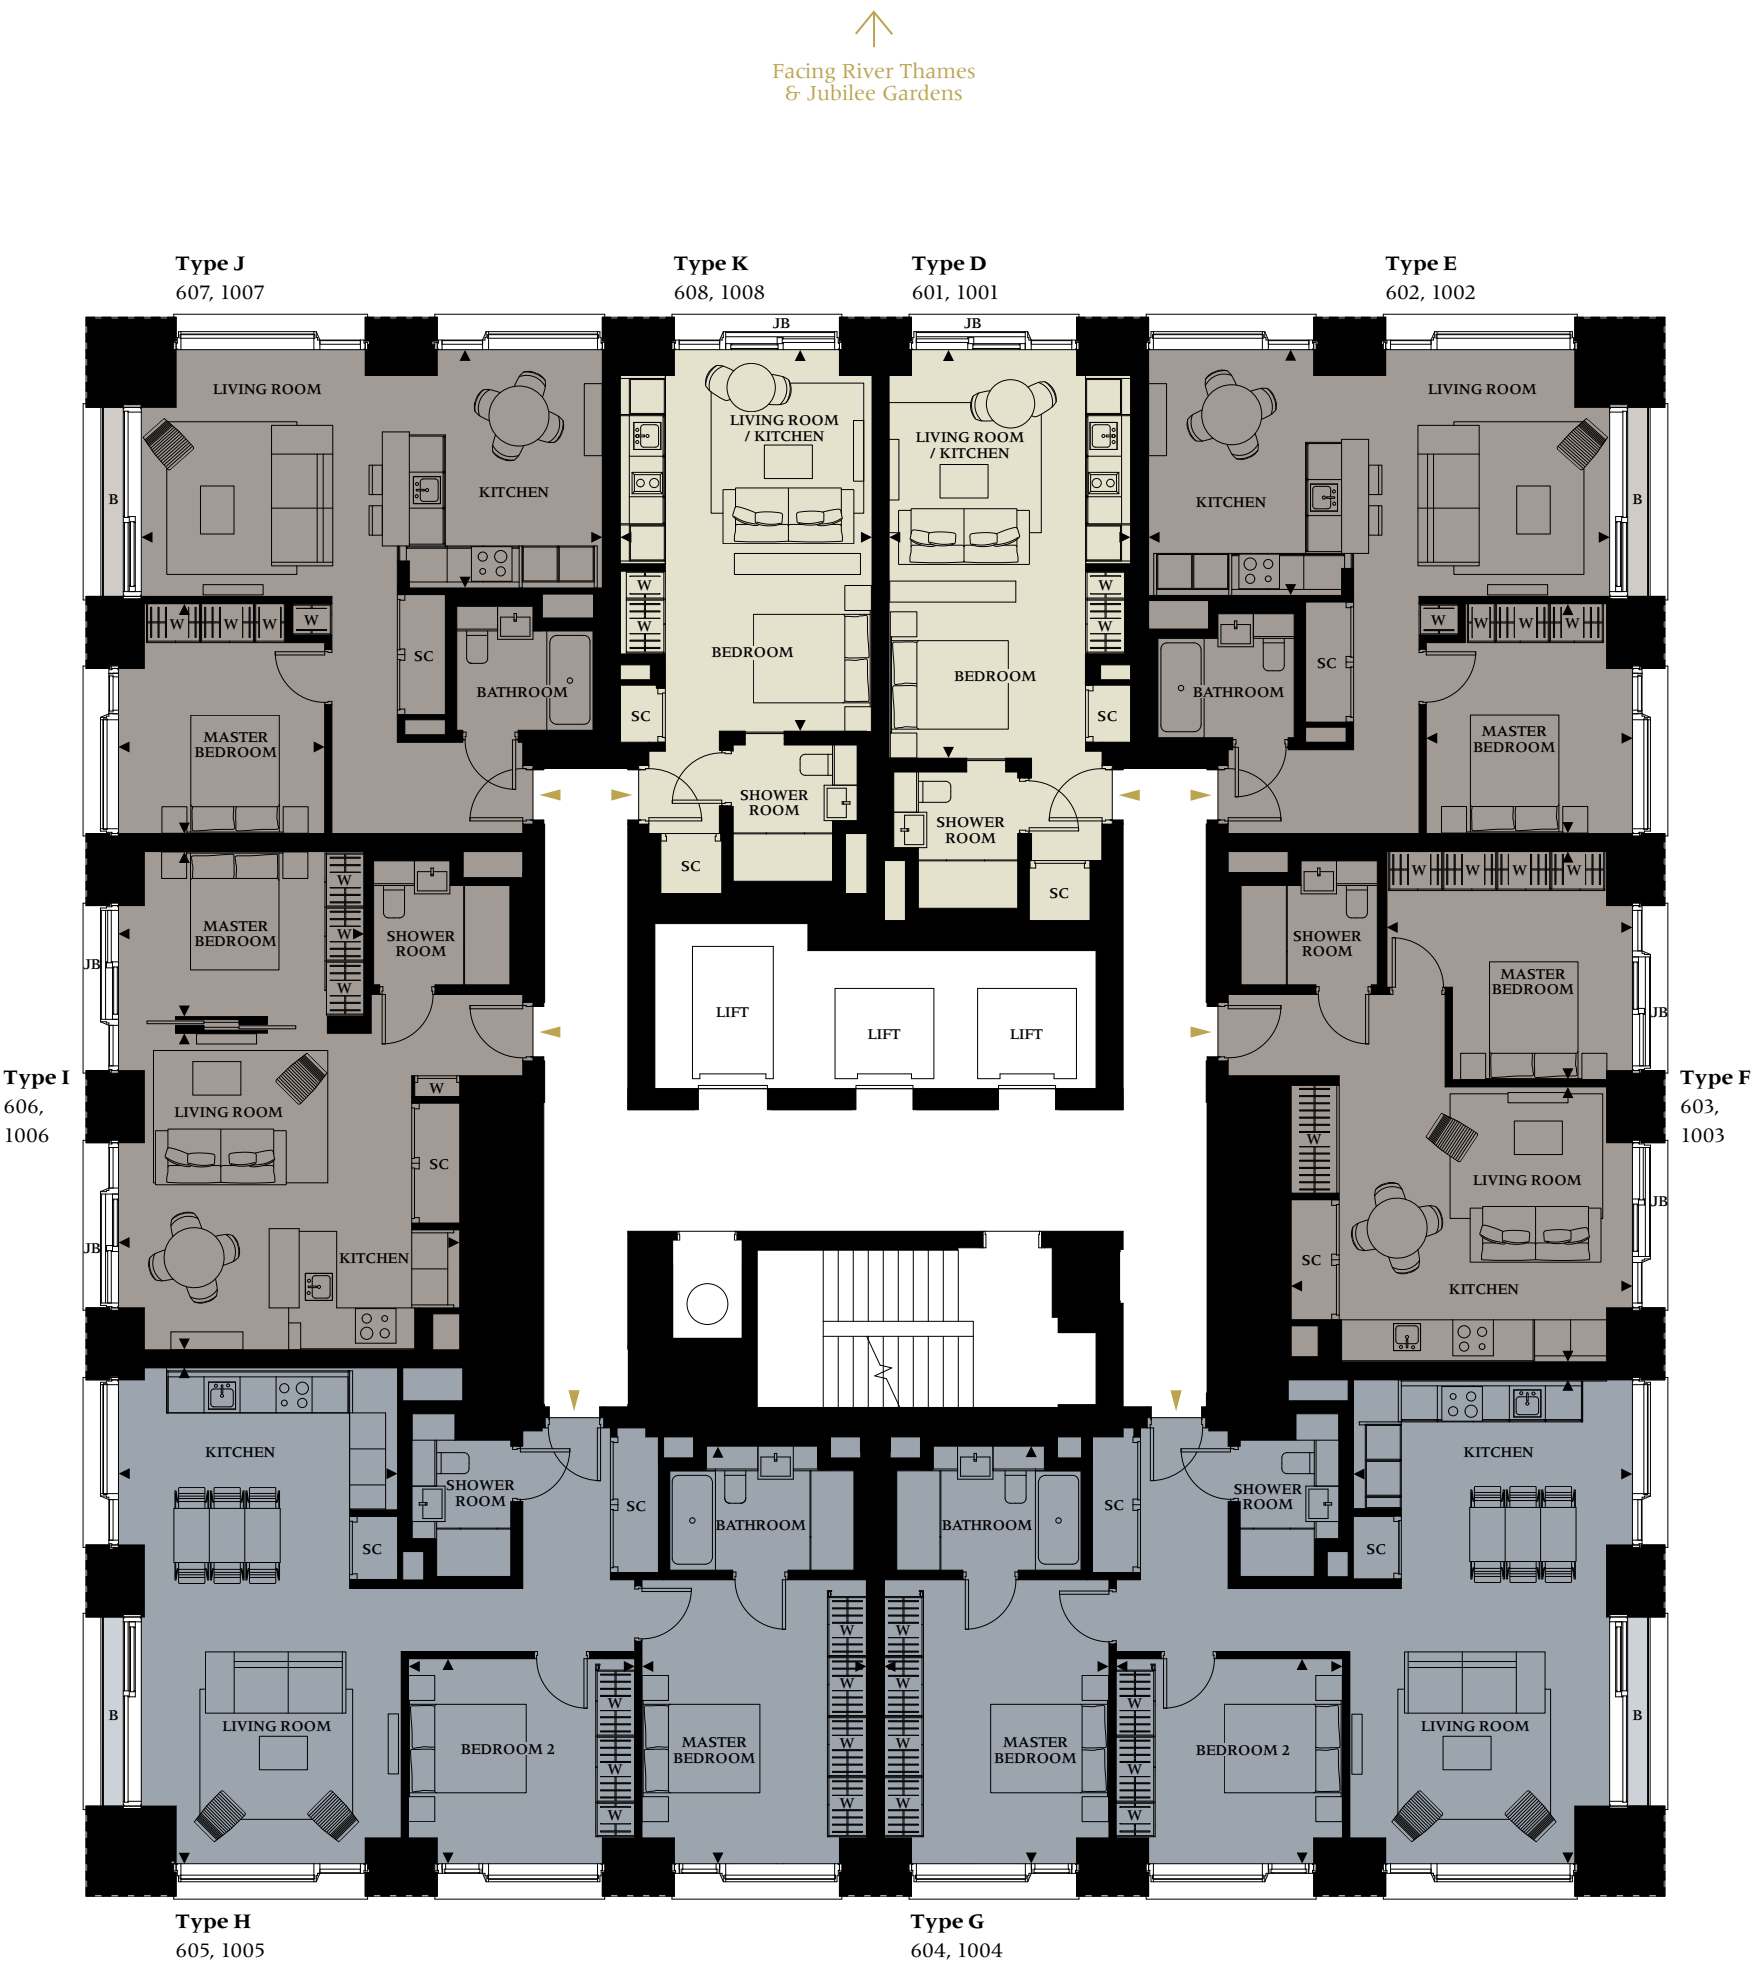 Facing River Thames
& Jubilee Gardens
Type J
607, 1007
Type K
608, 1008
Type D
601, 1001
Type E
602, 1002
JB
JB
LIVING ROOM
KITCHEN
B
W
W
W
W
SC
BATHROOM
MASTER
BEDROOM
LIVING ROOM
/ KITCHEN
W
W
BEDROOM
SC
SHOWER
ROOM
SC
LIVING ROOM
/ KITCHEN
W
W
BEDROOM
SC
SHOWER
ROOM
SC
LIVING ROOM
KITCHEN
B
W
W
W
W
SC
BATHROOM
MASTER
BEDROOM
Type I
606,
1006
MASTER
BEDROOM
W
W
W
SHOWER
ROOM
JB
LIVING ROOM
W
SC
JB
KITCHEN
LIFT
LIFT
LIFT
Type F
603,
1003
W
W
W
W
SHOWER
ROOM
MASTER
BEDROOM
JB
W
LIVING ROOM
JB
SC
KITCHEN
KITCHEN
SHOWER
ROOM
SC
SC
BATHROOM
B
LIVING ROOM
BEDROOM 2
W
W
W
MASTER
BEDROOM
W
W
W
W
KITCHEN
SHOWER
ROOM
SC
SC
BATHROOM
W
W
W
W
MASTER
BEDROOM
W
W
W
BEDROOM 2
LIVING ROOM
B
Type H
605, 1005
Type G
604, 1004